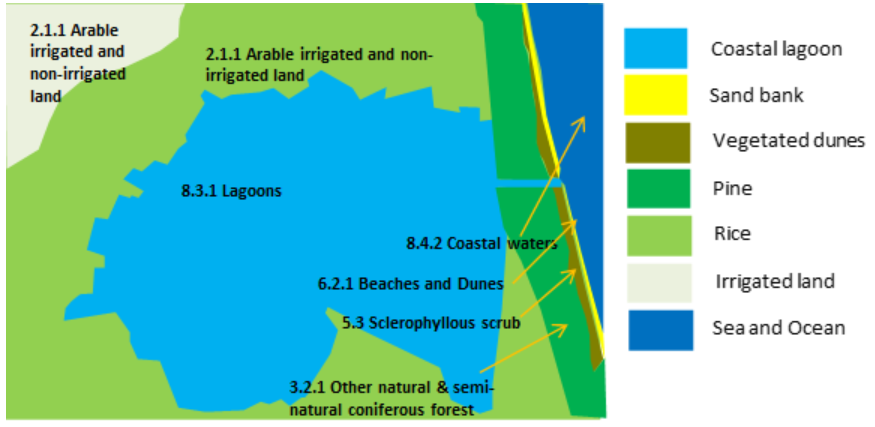 2.1.1 Arable
irrigated and
non-irrigated
land
2.1.1 Arable irrigated and non-
irrigated land
8.3.1 Lagoons
8.4.2 Coastal waters
6.2.1 Beaches and Dunes
5.3 Sclerophyllous scrub
3.2.1 Other natural & semi-
natural coniferous forest
Coastal lagoon
Sand bank
Vegetated dunes
Pine
Rice
Irrigated land
Sea and Ocean